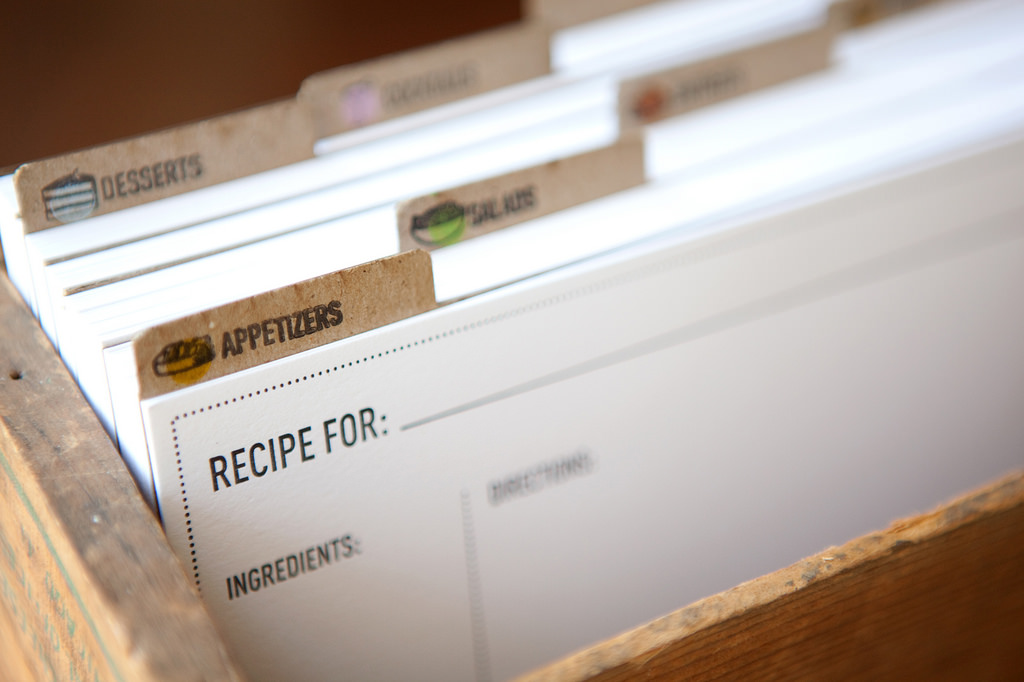 DESSERTS
SALADS
APPETIZERS
RECIPE FOR:
DIRECTIONS:
INGREDIENTS: